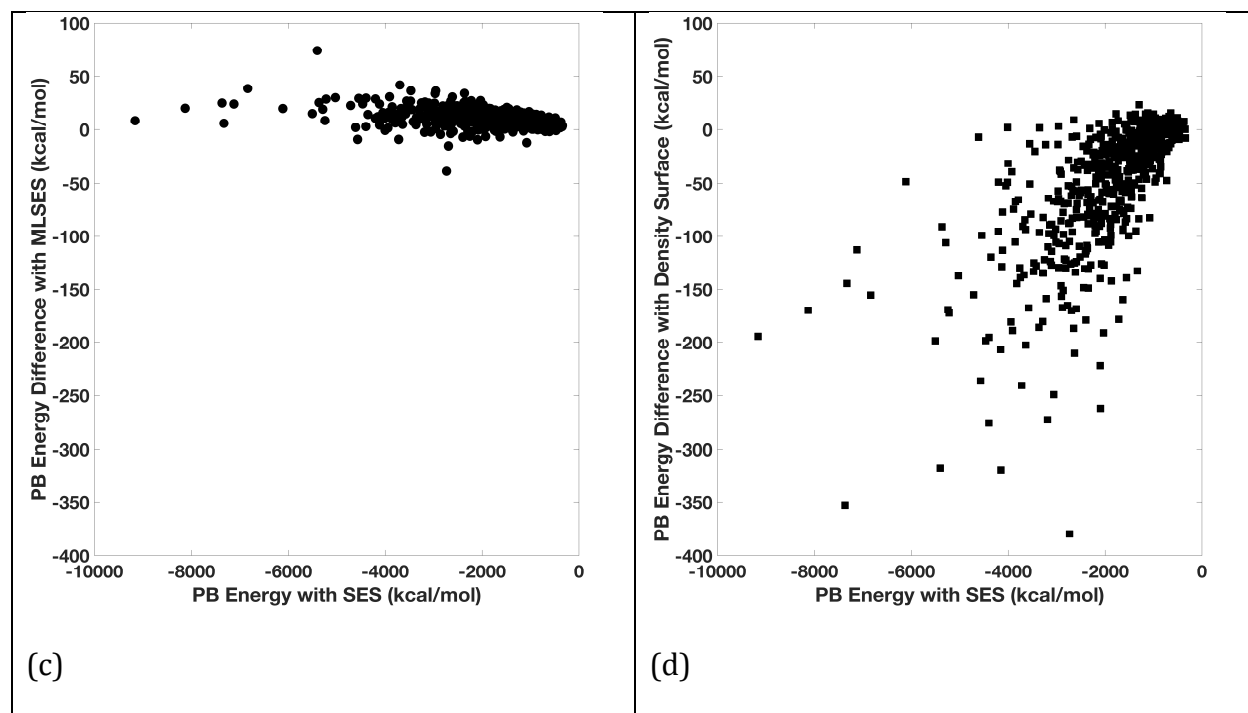 100
50
0
-50
-100
-150
-200
-250
-300
-350
-400
PB Energy Difference with MLSES (kcal/mol)
-10000 -8000 -6000 -4000 -2000 0
PB Energy with SES (kcal/mol)
(c)
100
50
0
-50
-100
-150
-200
-250
-300
-350
-400
PB Energy Difference with Density Surface (kcal/mol)
-10000 -8000 -6000 -4000 -2000 0
PB Energy with SES (kcal/mol)
(d)